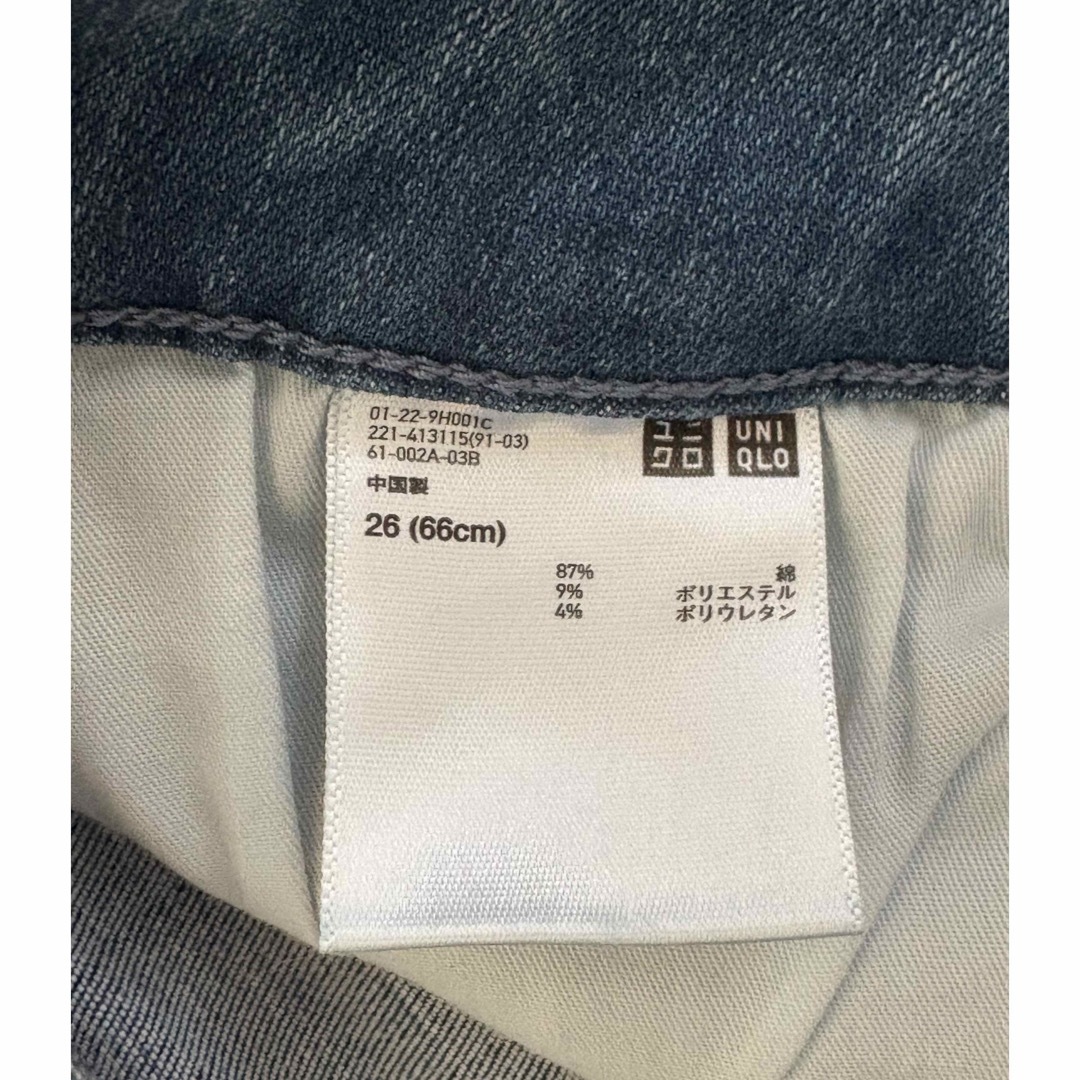 01-22-9H001C
221-413115(91-03)
61-002A-03B
ユニ
クロ
UNI
QLO
中国製
26 (66cm)
87% 綿
9% ポリエステル
4% ポリウレタン